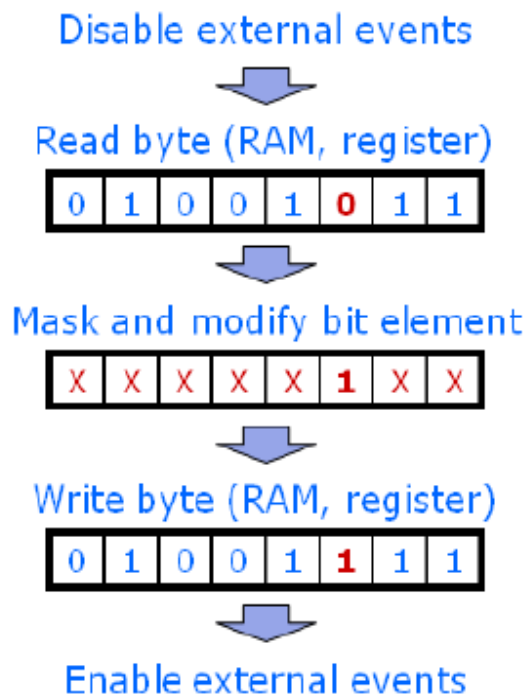 Disable external events
Read byte (RAM, register)
0 1 0 0 1 0 1 1
Mask and modify bit element
X X X X X 1 X X
Write byte (RAM, register)
0 1 0 0 1 1 1 1
Enable external events